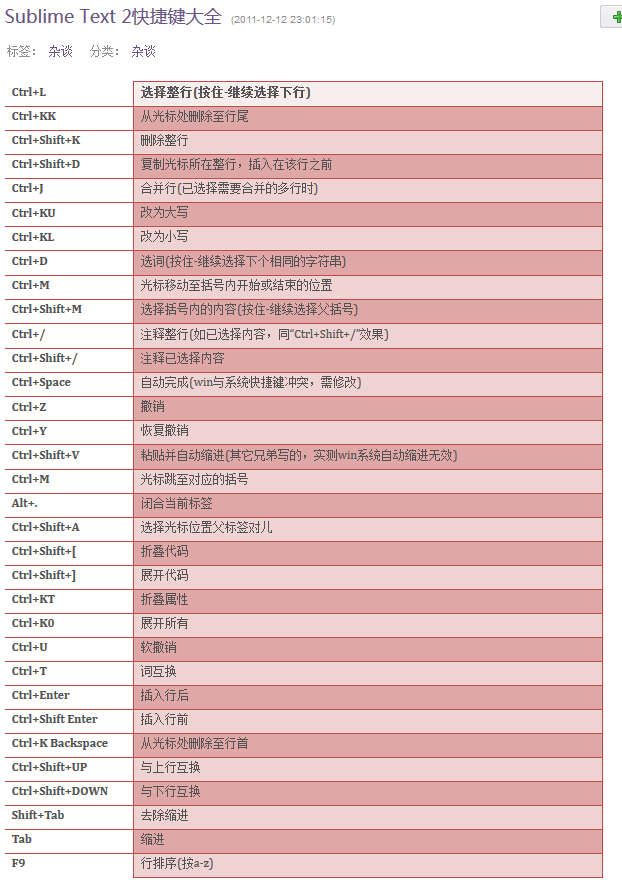 Sublime Text 2快捷键大全 (2011-12-12 23:01:15)
标签： 杂谈 分类： 杂谈
Ctrl+L 选择整行(按住-继续选择下行)
Ctrl+KK 从光标处删除至行尾
Ctrl+Shift+K 删除整行
Ctrl+Shift+D 复制光标所在整行，插入在该行之前
Ctrl+J 合并行(已选择需要合并的多行时)
Ctrl+KU 改为大写
Ctrl+KL 改为小写
Ctrl+D 选词(按住-继续选择下个相同的字符串)
Ctrl+M 光标移动至括号内开始或结束的位置
Ctrl+Shift+M 选择括号内的内容(按住-继续选择父括号)
Ctrl+/ 注释整行(如已选择内容，同“Ctrl+Shift+/”效果)
Ctrl+Shift+/ 注释已选择内容
Ctrl+Space 自动完成(win与系统快捷键冲突，需修改)
Ctrl+Z 撤销
Ctrl+Y 恢复撤销
Ctrl+Shift+V 粘贴并自动缩进(其它兄弟写的，实测win系统自动缩进无效)
Ctrl+M 光标跳至对应的括号
Alt+. 闭合当前标签
Ctrl+Shift+A 选择光标位置父标签对儿
Ctrl+Shift+[ 折叠代码
Ctrl+Shift+] 展开代码
Ctrl+KT 折叠属性
Ctrl+K0 展开所有
Ctrl+U 软撤销
Ctrl+T 词互换
Ctrl+Enter 插入行后
Ctrl+Shift Enter 插入行前
Ctrl+K Backspace 从光标处删除至行首
Ctrl+Shift+UP 与上行互换
Ctrl+Shift+DOWN 与下行互换
Shift+Tab 去除缩进
Tab 缩进
F9 行排序(按a-z)